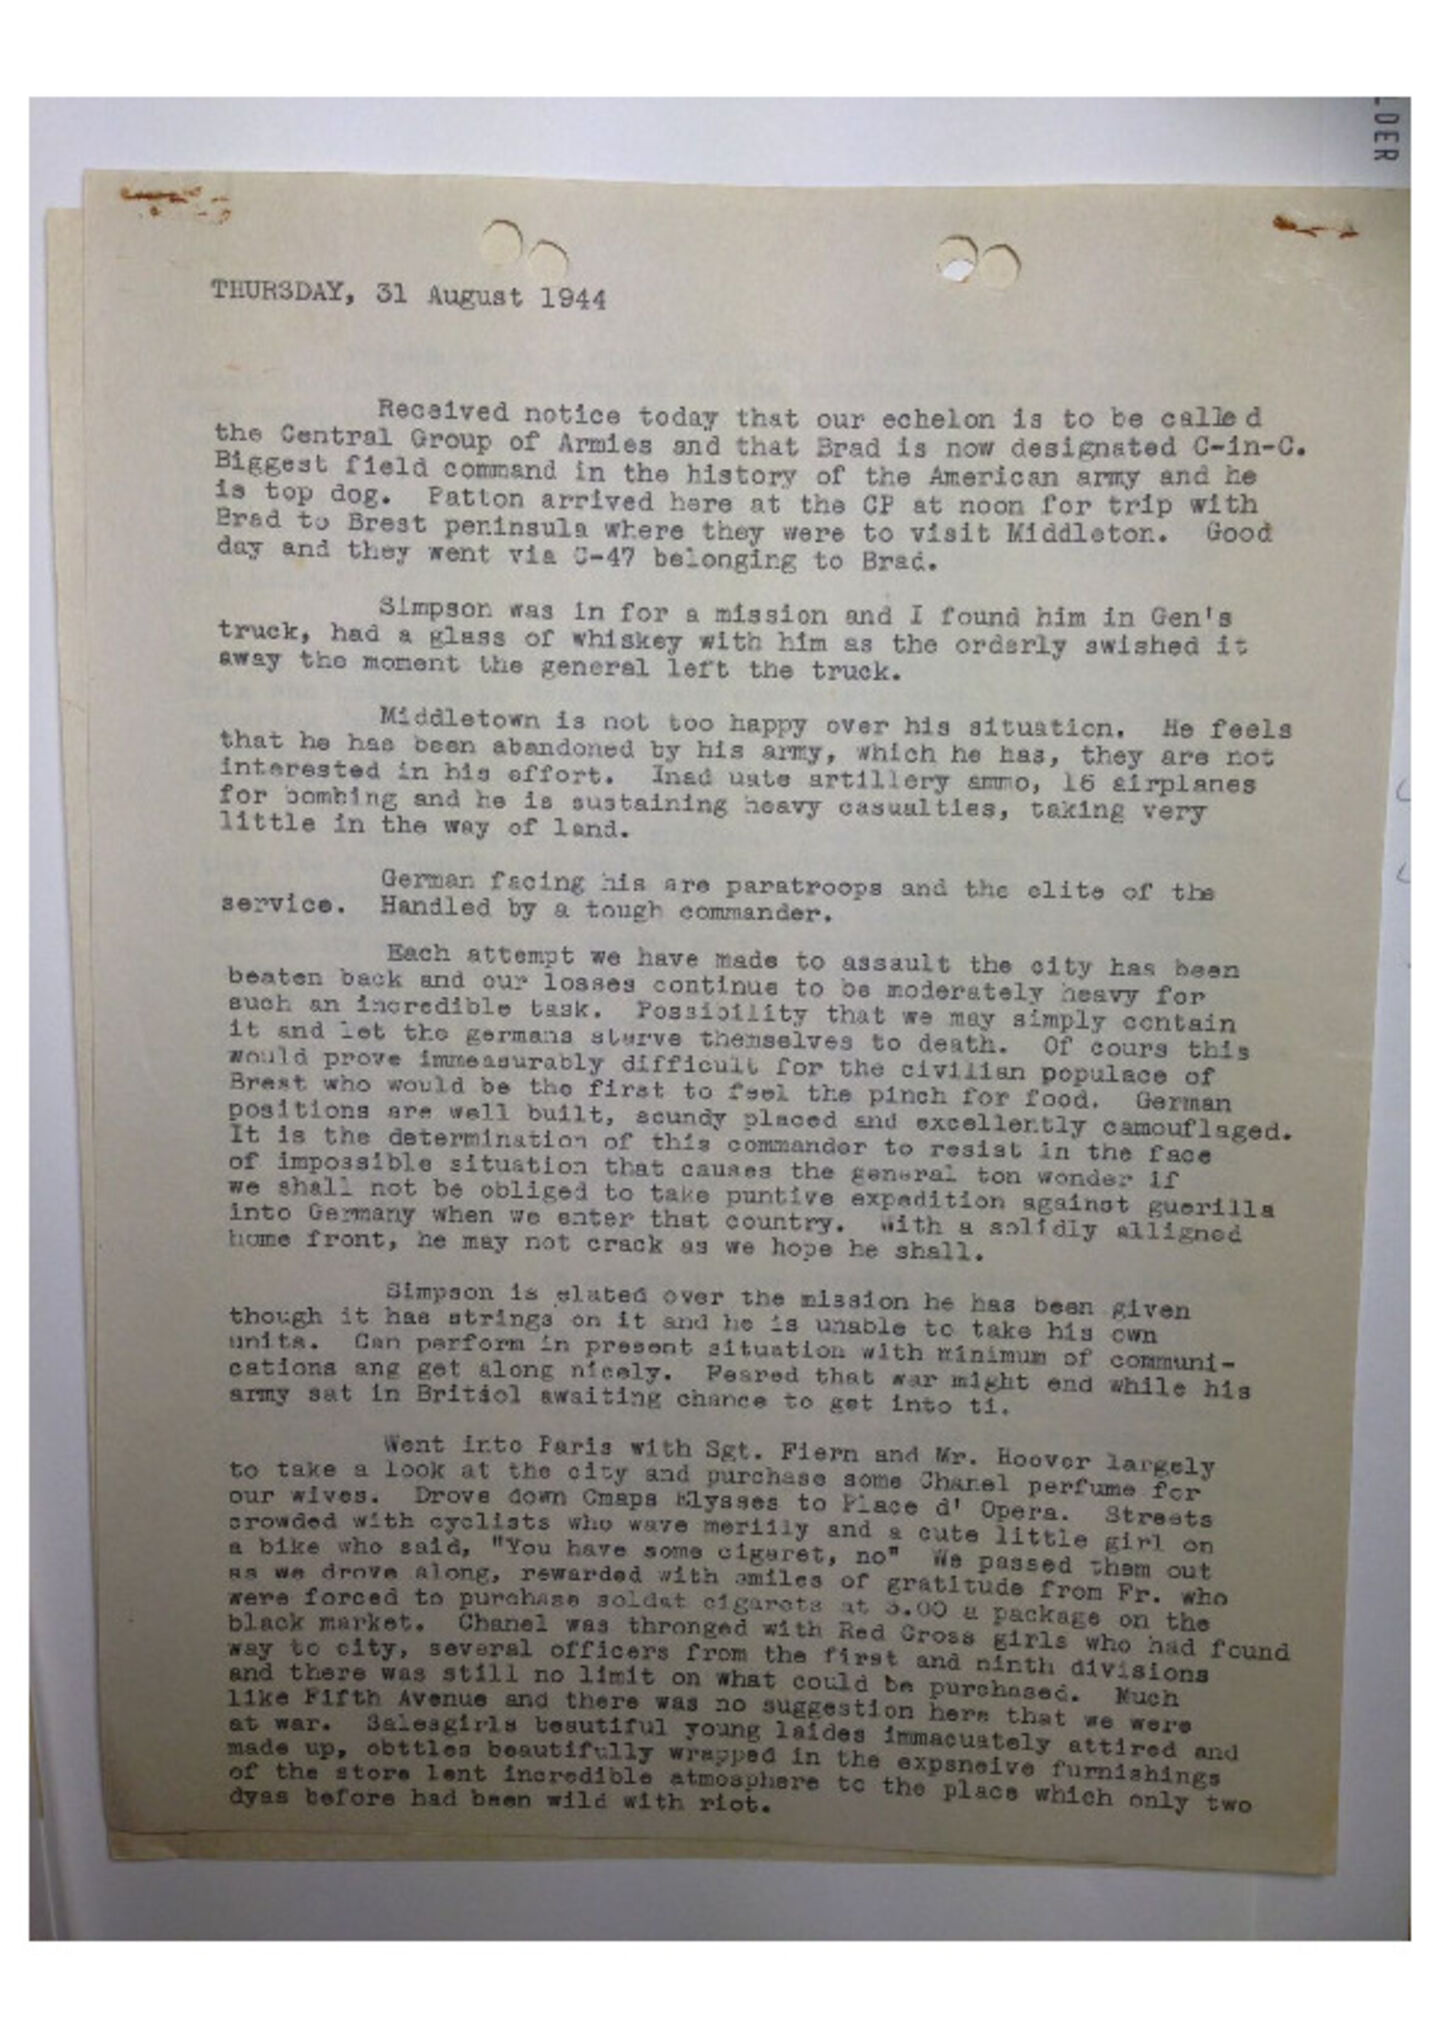 LDER
THURSDAY, 31 August 1944
Received notice today that our echelon is to be called
the Central Group of Armies and that Brad is now designated C-in-C.
Biggest field command in the history of the American army and he
is top dog. Patton arrived here at the CP at noon for trip with
Brad to Brest peninsula where they were to visit Middleton. Good
day and they went via C-47 belonging to Brad.
Simpson was in for a mission and I found him in Gen's
truck, had a glass of whiskey with him as the orderly swished it
away the moment the general left the truck.
Middletown is not too happy over his situation. He feels
that he has been abandoned by his army, which he has, they are not
interested in his effort. Inad uate artillery ammo, 16 airplanes
for bombing and he is sustaining heavy casualties, taking very
little in the way of land.
German facing his are paratroops and the elite of the
service. Handled by a tough commander.
Each attempt we have made to assault the city has been
beaten back and our losses continue to be moderately heavy for
such an incredible task. Possibility that we may simply contain
it and let the germans starve themselves to death. Of cours this
would prove immeasurably difficult for the civilian populace of
Brest who would be the first to feel the pinch for food. German
positions are well built, soundy placed and excellently camouflaged.
It is the determination of this commander to resist in the face
of impossible situation that causes the general ton wonder if
we shall not be obliged to take puntive expedition against guerilla
into Germany when we enter that country. With a solidly alligned
home front, he may not crack as we hope he shall.
Simpson is elated over the mission he has been given
though it has strings on it and he is unable to take his own
units. Can perform in present situation with minimum of communi-
cations ang get along nicely. Feared that war might end while his
army sat in Britsol awaiting chance to get into ti.
Went into Paris with Sgt. Fiern and Mr. Hoover largely
to take a look at the city and purchase some Chanel perfume for
our wives. Drove down Cmaps Elysses to Place d' Opera. Streets
crowded with cyclists who wave merilly and a cute little girl on
a bike who said, "You have some cigaret, no" We passed them out
as we drove along, rewarded with smiles of gratitude from Fr. who
were forced to purchase soldat cigarets at 3.00 a package on the
black market. Chanel was thronged with Red Cross girls who had found
way to city, several officers from the first and ninth divisions
and there was still no limit on what could be purchased. Much
like Fifth Avenue and there was no suggestion here that we were
at war. Salesgirls beautiful young laides immacuately attired and
made up, obttles beautifully wrapped in the expsneive furnishings
of the store lent incredible atmosphere to the place which only two
dyas before had been wild with riot.